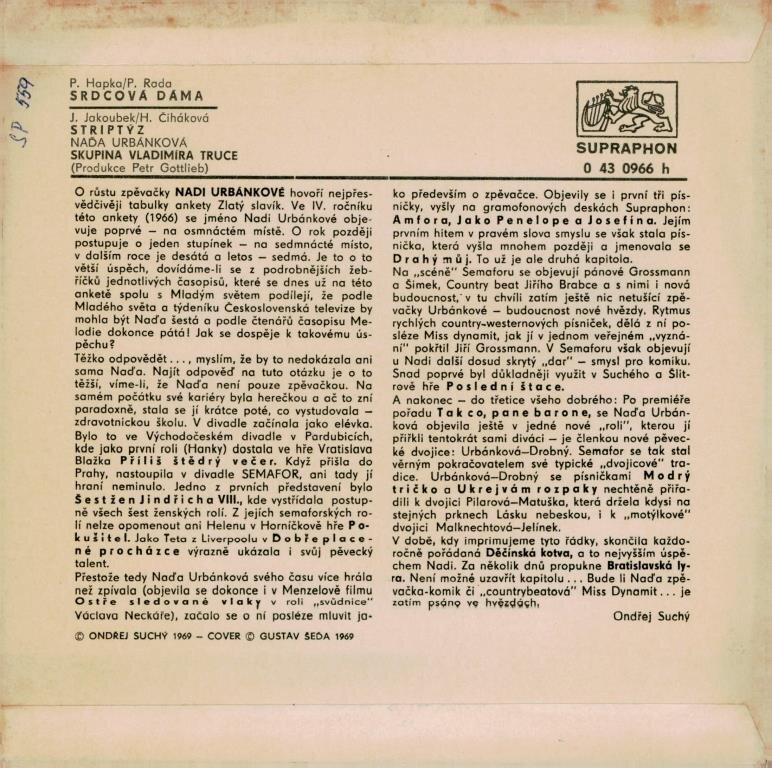 SP 559
P. Hapka/P. Rada
SRDCOVÁ DÁMA
J. Jakoubek/H. Čiháková
STRIPTÝZ
NAĎA URBÁNKOVÁ
SKUPINA VLADIMÍRA TRUCE
(Produkce Petr Gottlieb)
SUPRAPHON
0 43 0966 h
O růstu zpěvačky NADI URBÁNKOVÉ hovoří nejpřes-
vědčivěji tabulky ankety Zlatý slavík. Ve IV. ročníku
této ankety (1966) se jméno Nadi Urbánkové obje-
vuje poprvé – na osmnáctém místě. O rok později
postupuje o jeden stupínek – na sedmnácté místo,
v dalším roce je desátá a letos – sedmá. Je to o to
větší úspěch, dovídáme-li se z podrobnějších žeb-
říčků jednotlivých časopisů, které se dnes už na této
anketě spolu s Mladým světem podílejí, že podle
Mladého světa a týdeníku Československá televize by
mohla být Naďa šestá a podle čtenářů časopisu Me-
lodie dokonce pátá! Jak se dospěje k takovému ús-
pěchu?
Těžko odpovědět..., myslím, že by to nedokázala ani
sama Naďa. Najít odpověď na tuto otázku je o to
těžší, víme-li, že Naďa není pouze zpěvačkou. Na
samém počátku své kariéry byla herečkou a ač to zní
paradoxně, stala se jí krátce poté, co vystudovala –
zdravotnickou školu. V divadle začínala jako elévka.
Bylo to ve Východočeském divadle v Pardubicích,
kde jako první roli (Hanky) dostala ve hře Vratislava
Blažka Příliš štědrý večer. Když přišla do
Prahy, nastoupila v divadle SEMAFOR, ani tady jí
hraní neminulo. Jedno z prvních představení bylo
Šest žen Jindřicha VIII., kde vystřídala postup-
ně všech šest ženských rolí. Z jejích semaforských ro-
lí nelze opomenout ani Helenu v Horníčkově hře Po-
kušitel. Jako Teta z Liverpoolu v Dobře place-
né procházce výrazně ukázala i svůj pěvecký
talent.
Přestože tedy Naďa Urbánková svého času více hrála
než zpívala (objevila se dokonce i v Menzelově filmu
Ostře sledované vlaky v roli „svůdnice"
Václava Neckáře), začalo se o ní posléze mluvit ja-
ko především o zpěvačce. Objevily se i první tři pís-
ničky, vyšly na gramofonových deskách Supraphon:
Amfora, Jako Penelope a Josefína. Jejím
prvním hitem v pravém slova smyslu se však stala pís-
nička, která vyšla mnohem později a jmenovala se
Drahý můj. To už je ale druhá kapitola.
Na „scéně" Semaforu se objevují pánové Grossmann
a Šimek, Country beat Jiřího Brabce a s nimi i nová
budoucnost, v tu chvíli zatím ještě nic netušící zpě-
vačky Urbánkové – budoucnost nové hvězdy. Rytmus
rychlých country-westernových písniček, dělá z ní po-
sléze Miss dynamit, jak jí v jednom veřejném „vyzná-
ní" pokřtil Jiří Grossmann. V Semaforu však objevují
u Nadi další dosud skrytý „dar" – smysl pro komiku.
Snad poprvé byl důkladněji využit v Suchého a Šlit-
rově hře Poslední štace.
A nakonec – do třetice všeho dobrého: Po premiéře
pořadu Tak co, pane barone, se Naďa Urbán-
ková objevila ještě v jedné nové „roli", kterou jí
přiřkli tentokrát sami diváci – je členkou nové pěvec-
ké dvojice: Urbánková–Drobný. Semafor se tak stal
věrným pokračovatelem své typické „dvojicové" tra-
dice. Urbánková–Drobný se písničkami Modrý
tričko a Ukrejvám rozpaky nechtěně přiřa-
dili k dvojici Pilarová–Matuška, která držela kdysi na
stejných prknech Lásku nebeskou, i k „motýlkové"
dvojici Malknechtová–Jelínek.
V době, kdy imprimujeme tyto řádky, skončila každo-
ročně pořádaná Děčínská kotva, a to nejvyšším úspě-
chem Nadi. Za několik dnů propukne Bratislavská ly-
ra. Není možné uzavřít kapitolu... Bude li Naďa zpě-
vačka-komik či „countrybeatová" Miss Dynamit... je
zatím psáno ve hvězdách.
Ondřej Suchý
© ONDŘEJ SUCHÝ 1969 – COVER © GUSTAV ŠEĎA 1969